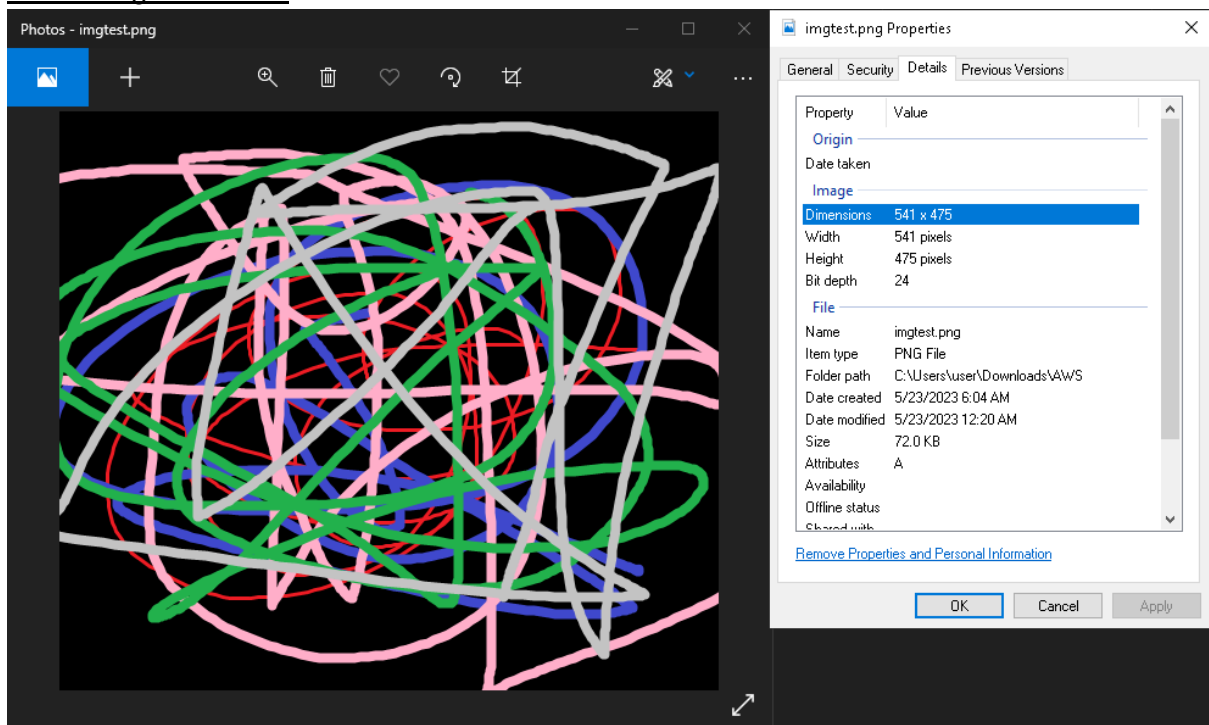 Photos - imgtest.png
imgtest.png Properties
General Security Details Previous Versions
Property Value
Origin
Date taken
Image
Dimensions 541 x 475
Width 541 pixels
Height 475 pixels
Bit depth 24
File
Name imgtest.png
Item type PNG File
Folder path C:\Users\user\Downloads\AWS
Date created 5/23/2023 6:04 AM
Date modified 5/23/2023 12:20 AM
Size 72.0 KB
Attributes A
Availability
Offline status
Shared with
Remove Properties and Personal Information
OK Cancel Apply